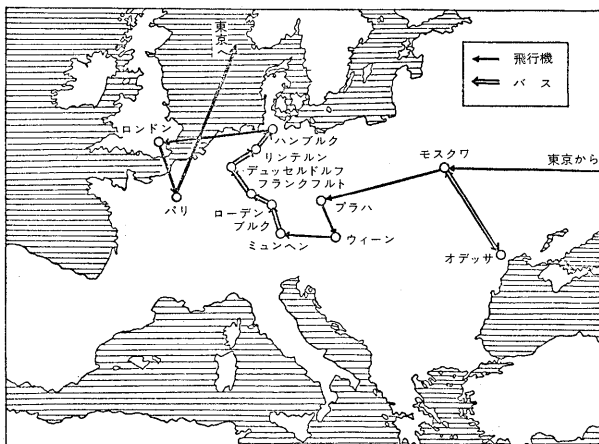 東京へ
飛行機
バス
ロンドン
ハンブルク
リンテルン
デュッセルドルフ
フランクフルト
モスクワ
東京から
パリ
ローデン
ブルク
プラハ
ミュンヘン
ウィーン
オデッサ